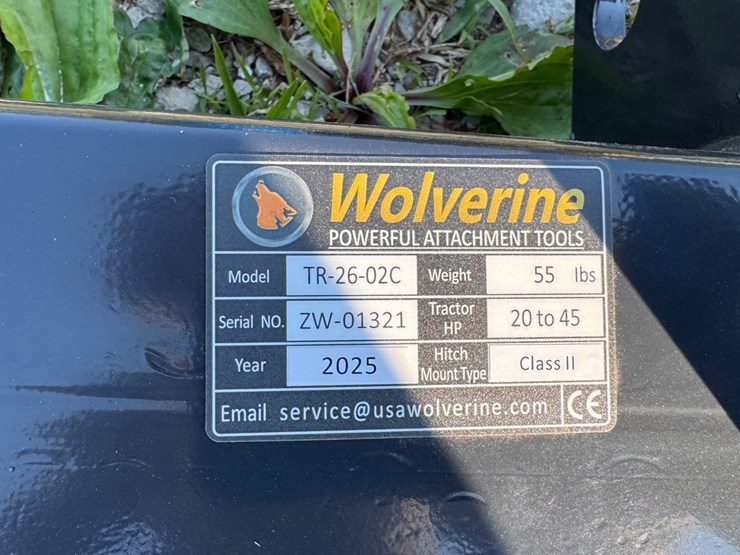 Wolverine
POWERFUL ATTACHMENT TOOLS
Model TR-26-02C Weight 55 lbs
Serial NO. ZW-01321 Tractor HP 20 to 45
Year 2025 Hitch Mount Type Class II
Email service@usawolverine.com CE